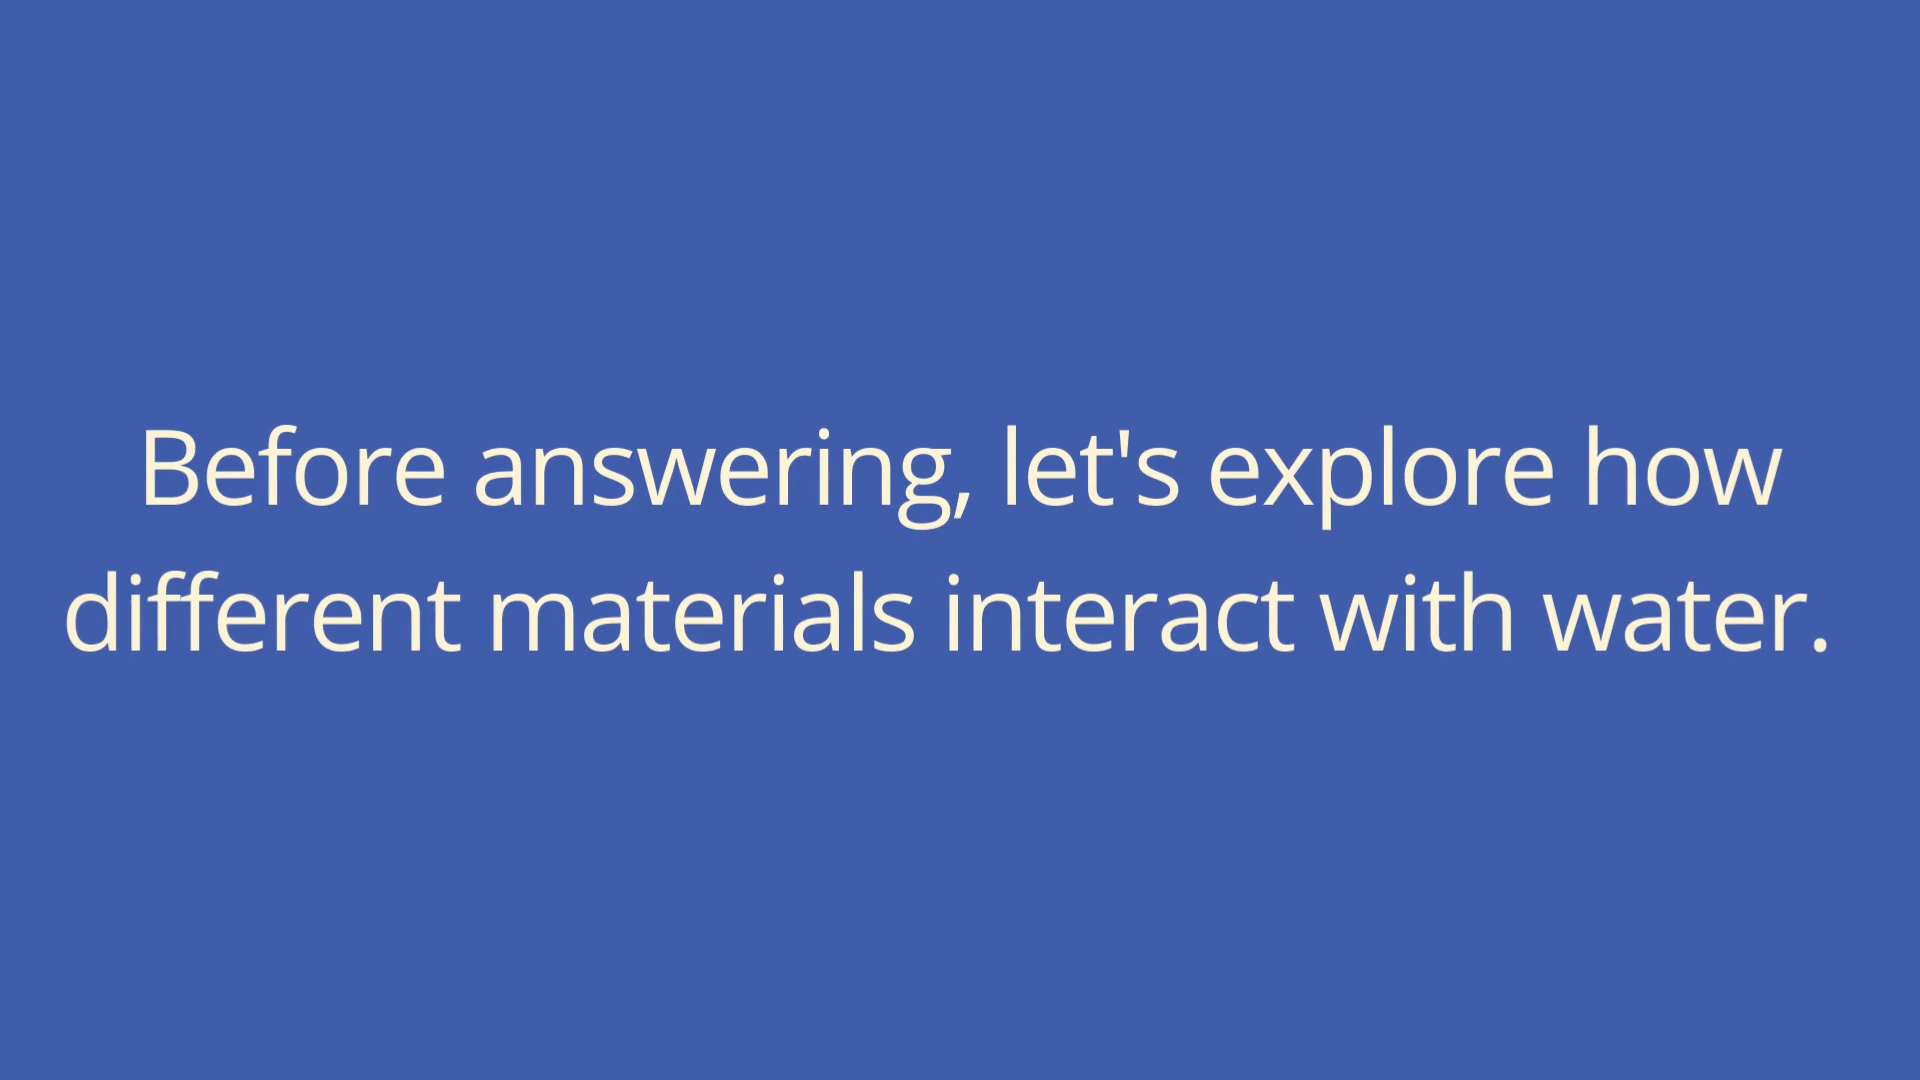 Before answering, let's explore how
different materials interact with water.